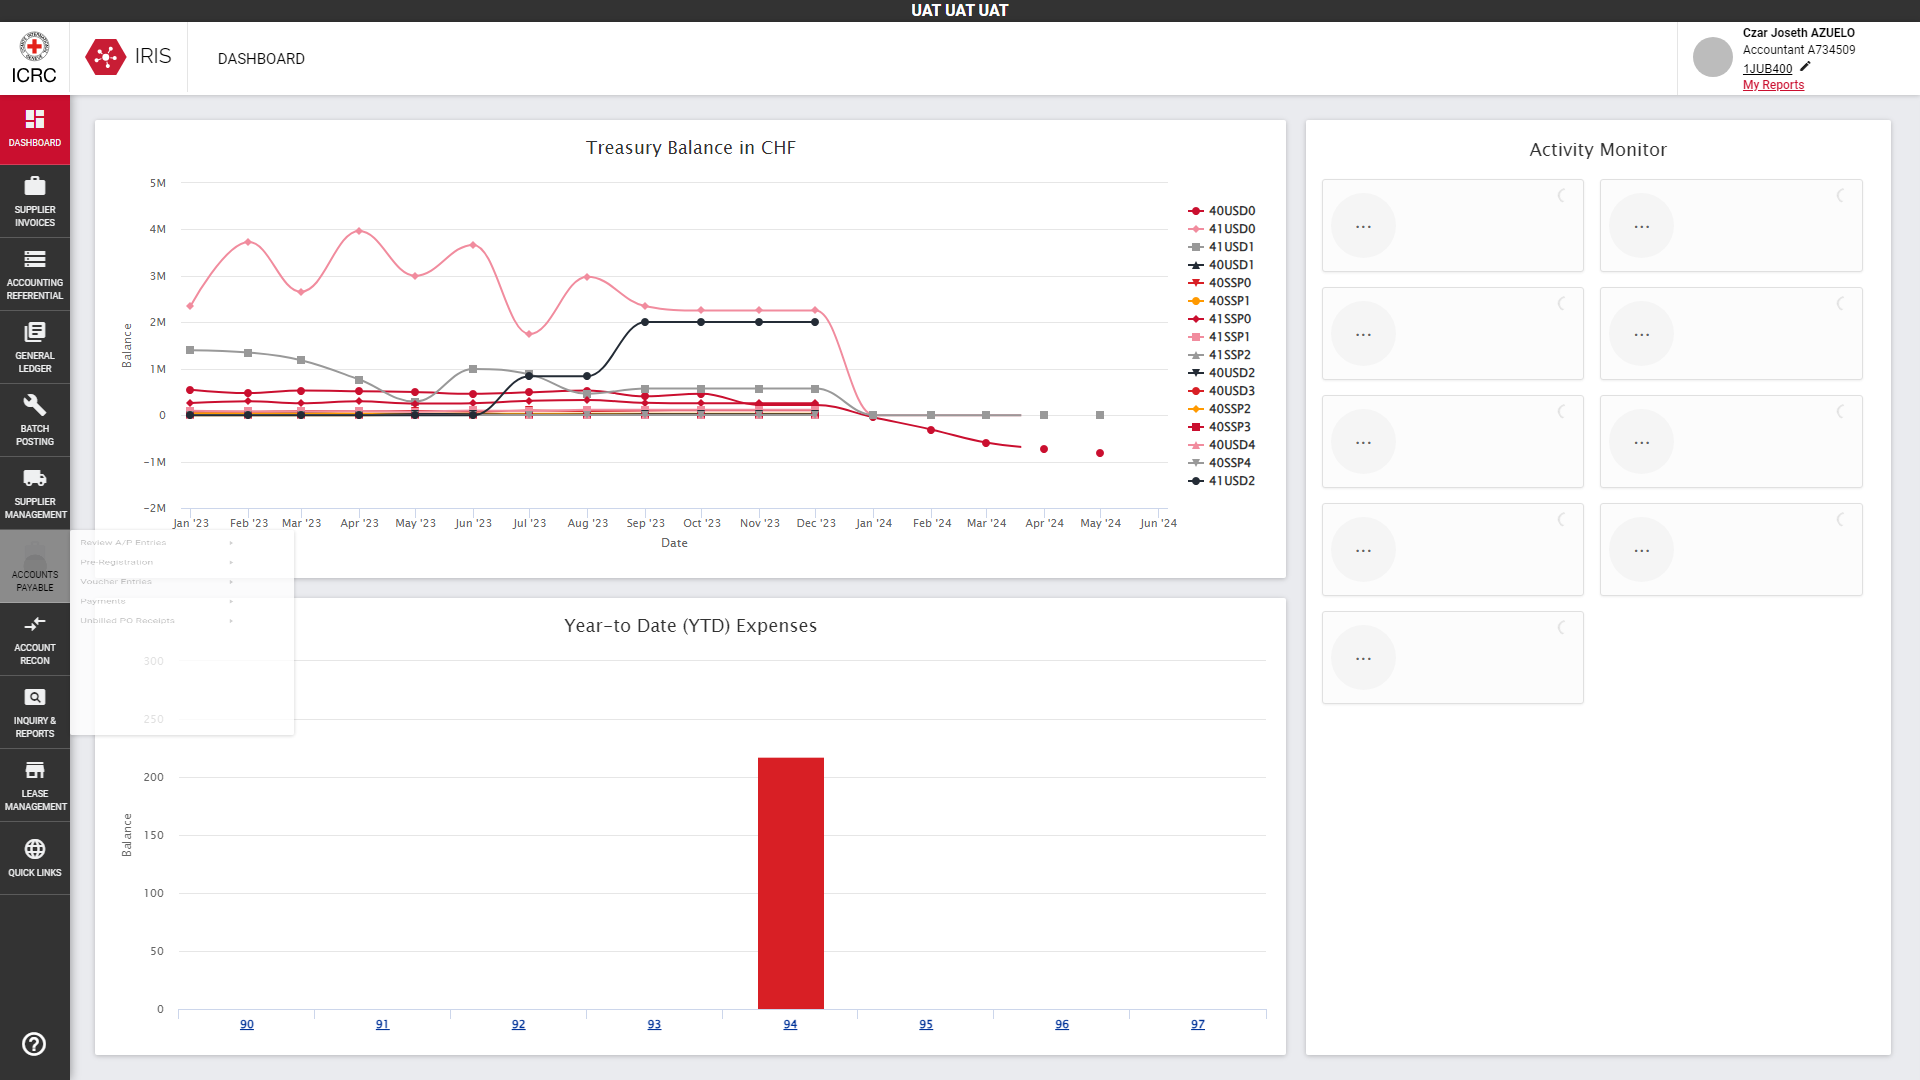 UAT UAT UAT
ICRC
IRIS
DASHBOARD
Czar Joseth AZUELO
Accountant A734509
1JUB400
My Reports
DASHBOARD
SUPPLIER
INVOICES
ACCOUNTING
REFERENTIAL
GENERAL
LEDGER
BATCH
POSTING
SUPPLIER
MANAGEMENT
ACCOUNTS
PAYABLE
ACCOUNT
RECON
INQUIRY &
REPORTS
LEASE
MANAGEMENT
QUICK LINKS
Review A/P Entries
Pre-Registration
Voucher Entries
Payments
Unbilled PO Receipts
Treasury Balance in CHF
Balance
5M
4M
3M
2M
1M
0
−1M
−2M
Jan '23 Feb '23 Mar '23 Apr '23 May '23 Jun '23 Jul '23 Aug '23 Sep '23 Oct '23 Nov '23 Dec '23 Jan '24 Feb '24 Mar '24 Apr '24 May '24 Jun '24
Date
40USD0
41USD0
41USD1
40USD1
40SSP0
40SSP1
41SSP0
41SSP1
41SSP2
40USD2
40USD3
40SSP2
40SSP3
40USD4
40SSP4
41USD2
Year−to Date (YTD) Expenses
Balance
300
250
200
150
100
50
0
90 91 92 93 94 95 96 97
Activity Monitor
... ...
... ...
... ...
... ...
...